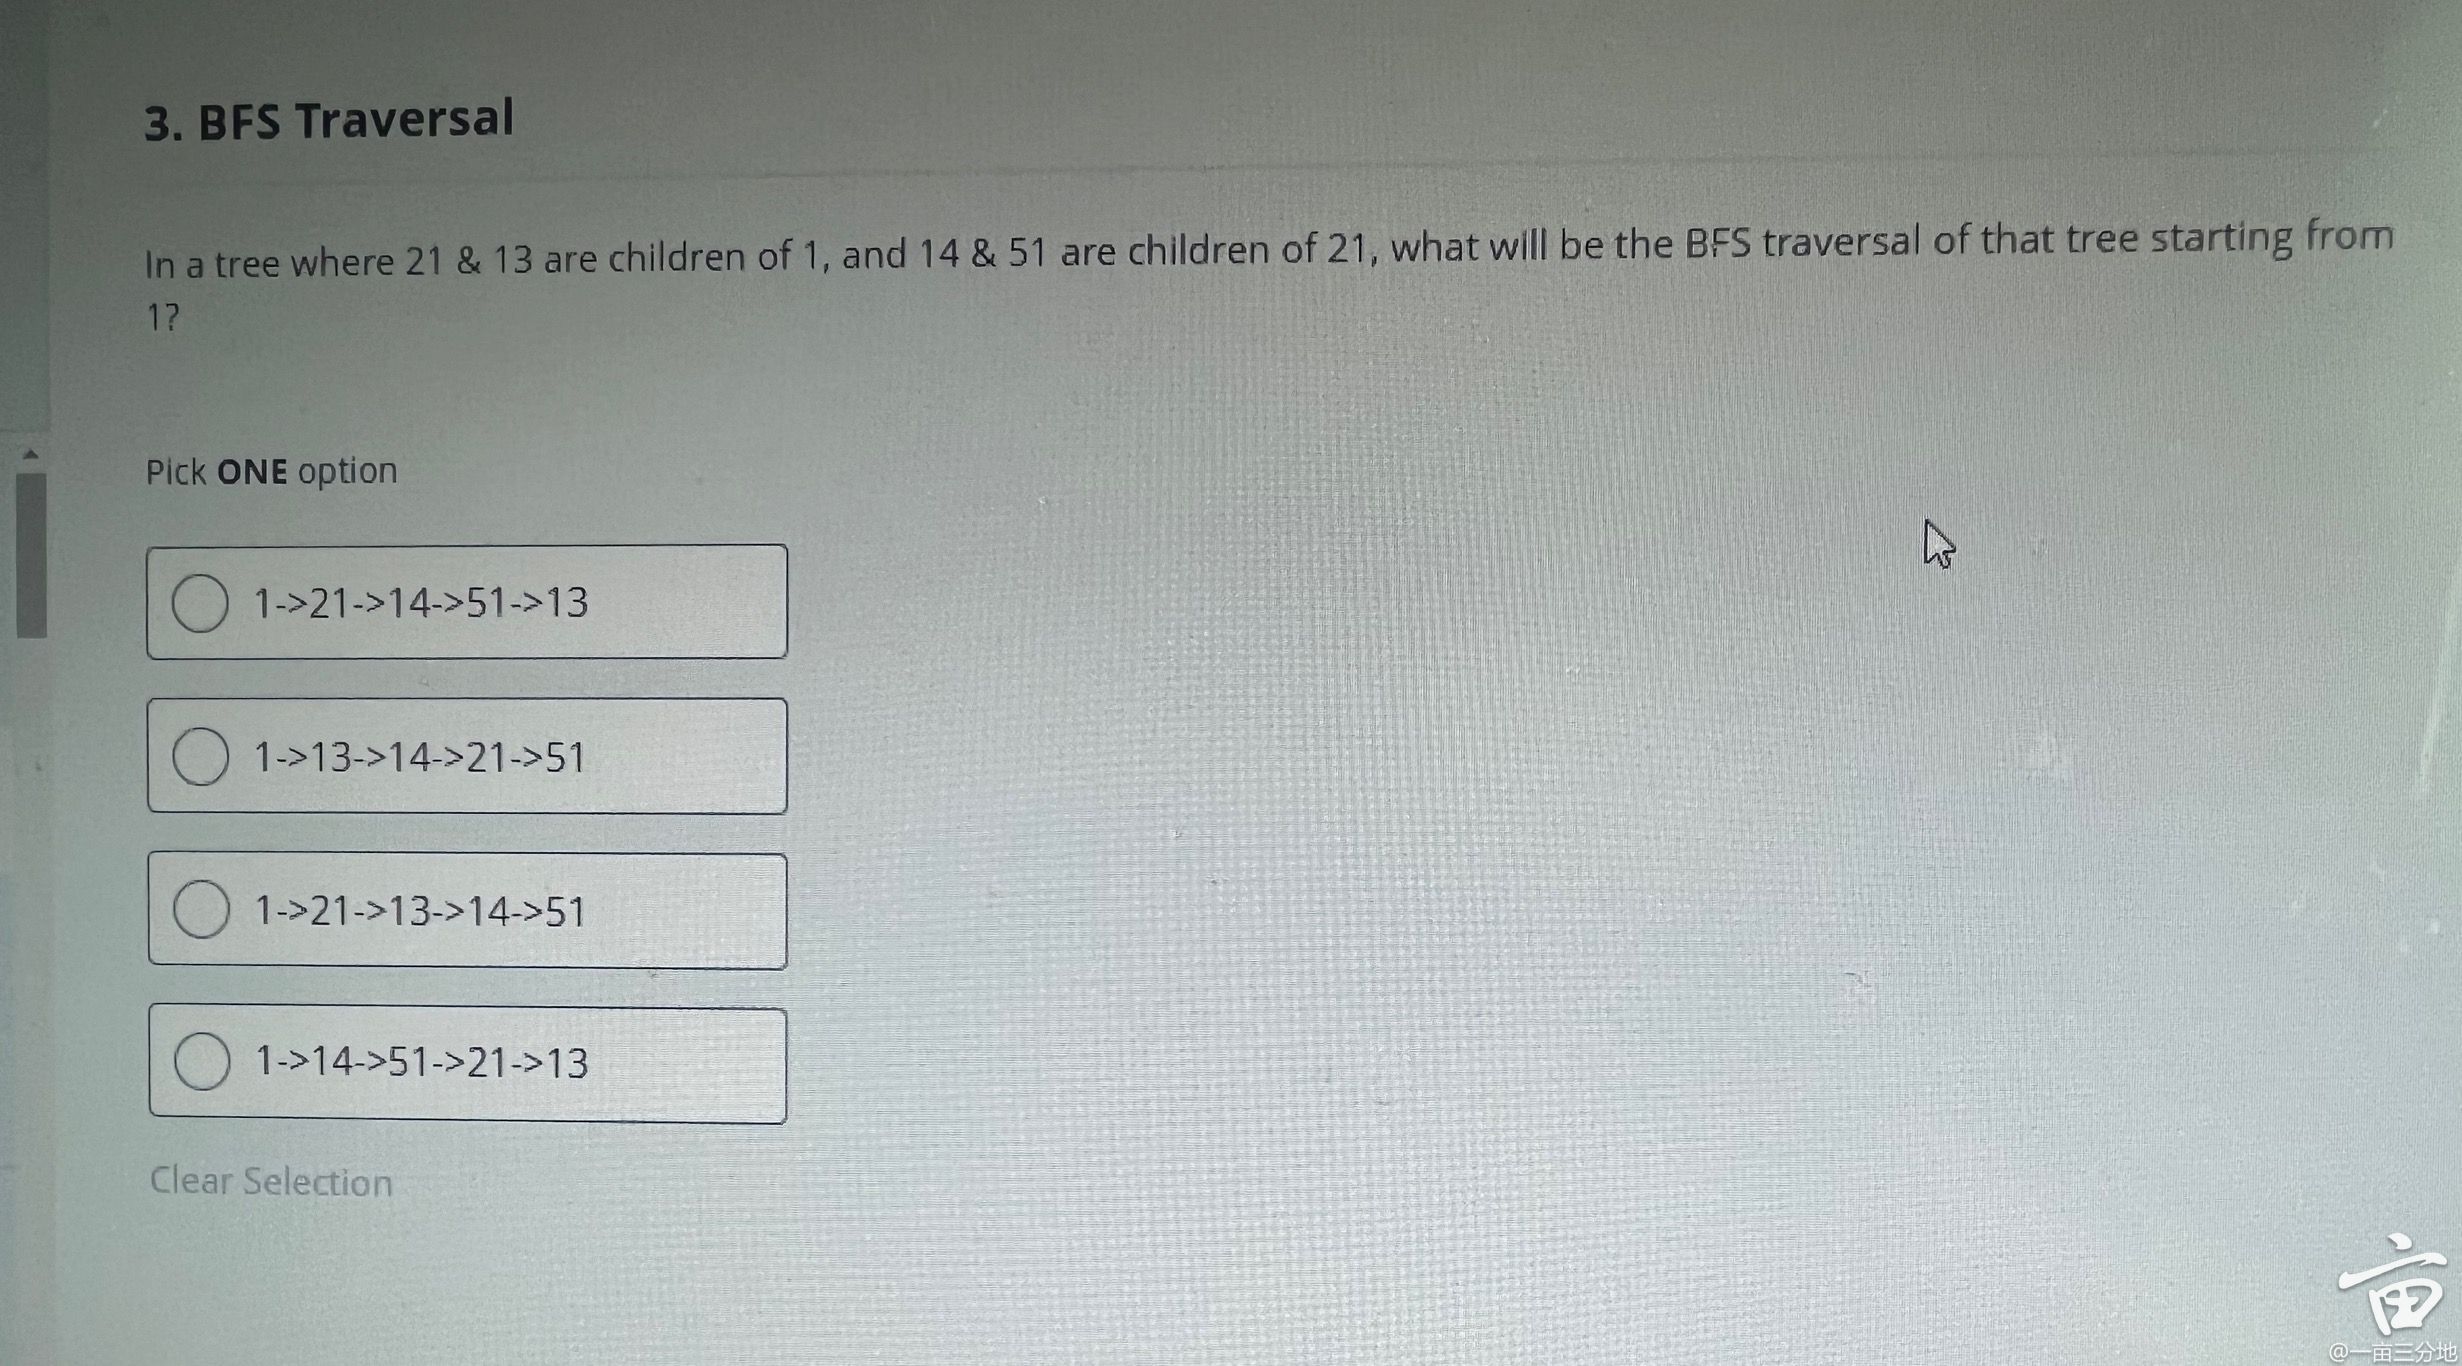 3. BFS Traversal
In a tree where 21 & 13 are children of 1, and 14 & 51 are children of 21, what will be the BFS traversal of that tree starting from
1?
Pick ONE option
1->21->14->51->13
1->13->14->21->51
1->21->13->14->51
1->14->51->21->13
Clear Selection
亩
@一亩三分地